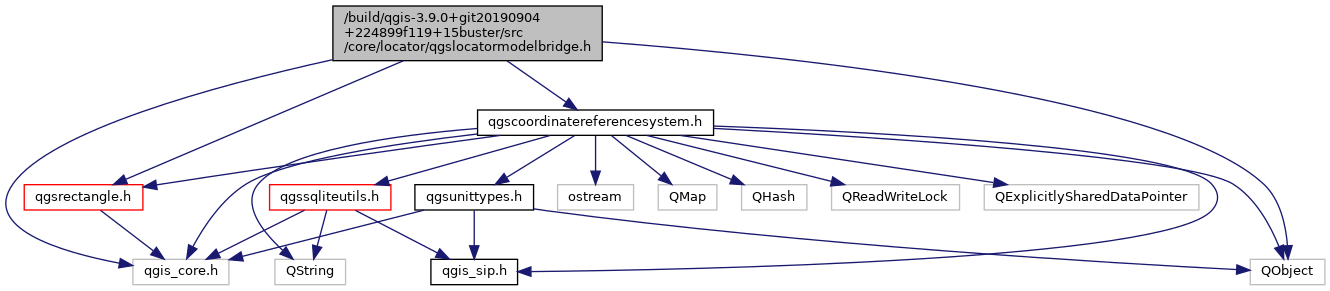 /build/qgis-3.9.0+git20190904
+224899f119+15buster/src
/core/locator/qgslocatormodelbridge.h
qgscoordinatereferencesystem.h
qgsrectangle.h
qgssqliteutils.h
qgsunittypes.h
ostream
QMap
QHash
QReadWriteLock
QExplicitlySharedDataPointer
qgis_core.h
QString
qgis_sip.h
QObject